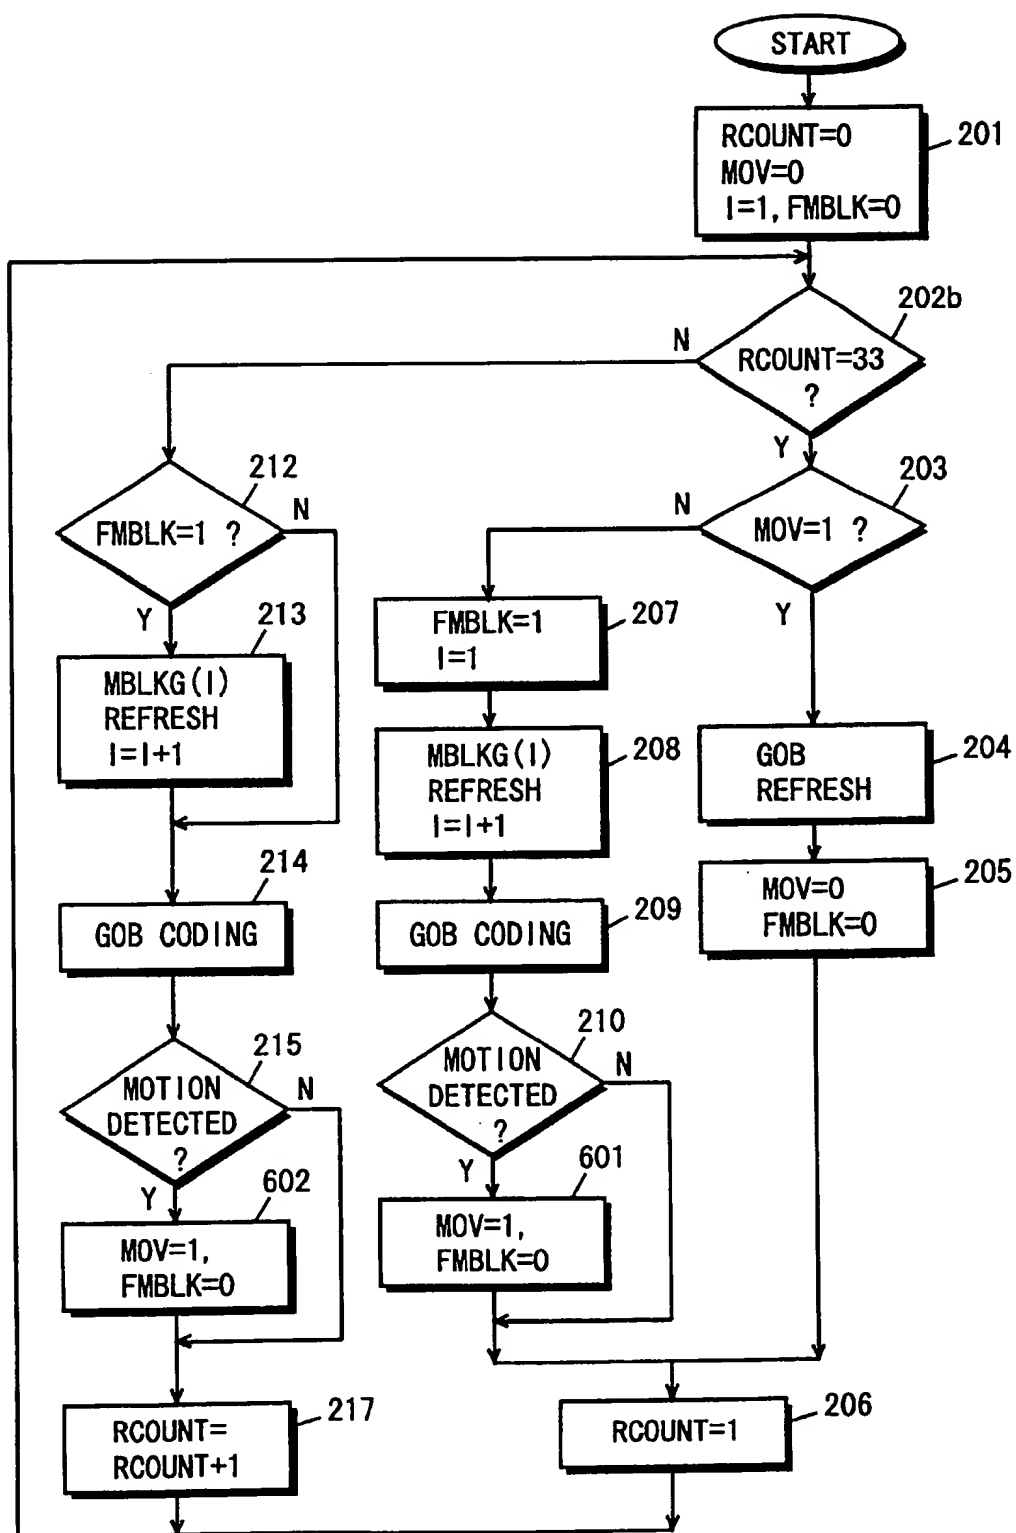 START
RCOUNT=0
MOV=0
I=1, FMBLK=0
201
202b
N
RCOUNT=33
?
Y
212
N
FMBLK=1 ?
Y
203
N
MOV=1 ?
Y
213
MBLKG(I)
REFRESH
I=I+1
207
FMBLK=1
I=1
208
MBLKG(I)
REFRESH
I=I+1
204
GOB
REFRESH
214
GOB CODING
209
GOB CODING
205
MOV=0
FMBLK=0
215
N
MOTION
DETECTED
?
Y
210
N
MOTION
DETECTED
?
Y
602
MOV=1,
FMBLK=0
601
MOV=1,
FMBLK=0
217
RCOUNT=
RCOUNT+1
206
RCOUNT=1